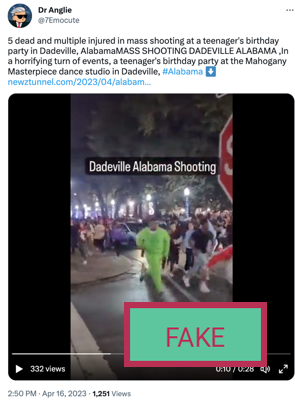 Dr Anglie
@7Emocute
5 dead and multiple injured in mass shooting at a teenager's birthday
party in Dadeville, AlabamaMASS SHOOTING DADEVILLE ALABAMA ,In
a horrifying turn of events, a teenager's birthday party at the Mahogany
Masterpiece dance studio in Dadeville, #Alabama ⬇️
newztunnel.com/2023/04/alabam...
Dadeville Alabama Shooting
FAKE
332 views
0:10 / 0:28
2:50 PM · Apr 16, 2023 · 1,211 Views